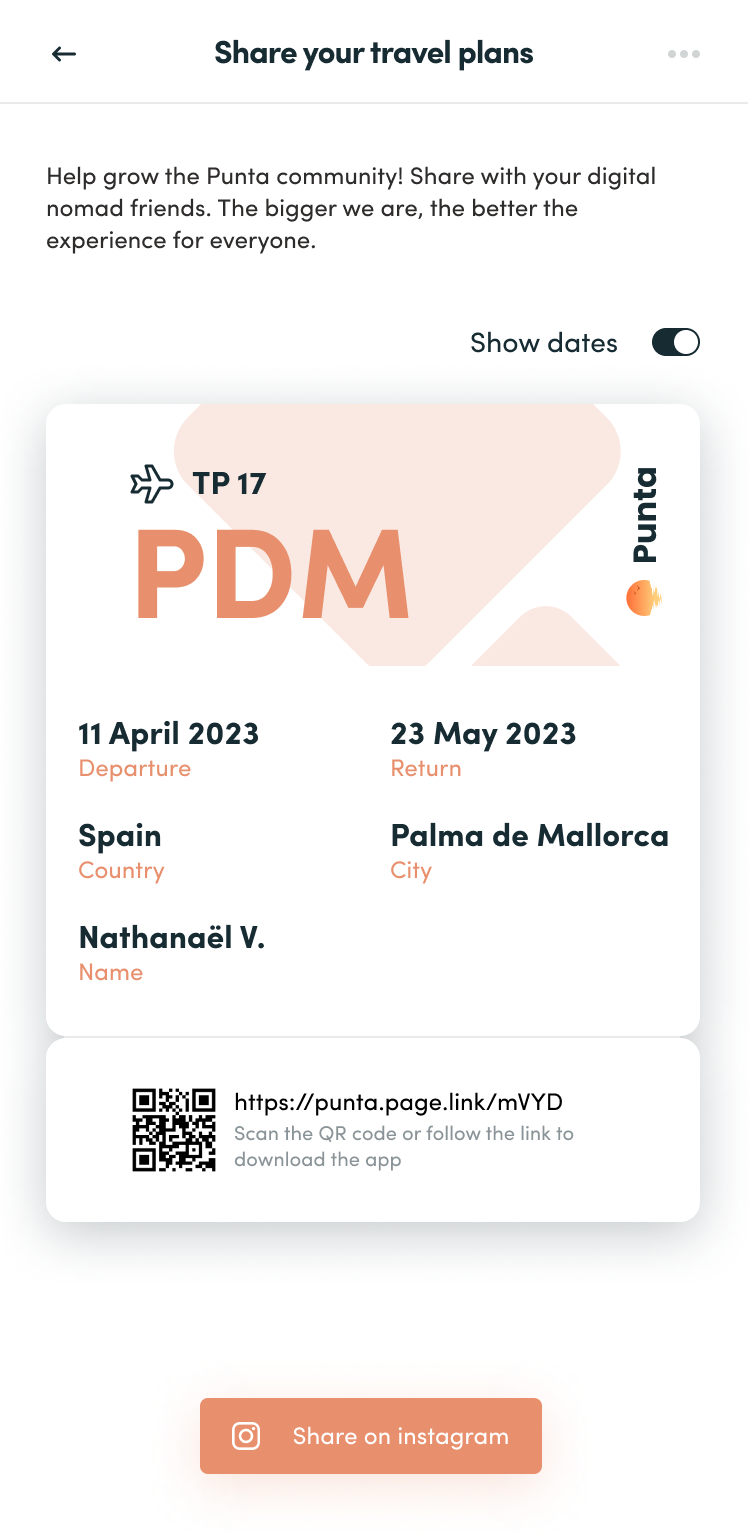 Share your travel plans
Help grow the Punta community! Share with your digital
nomad friends. The bigger we are, the better the
experience for everyone.
Show dates
TP 17
PDM
Punta
11 April 2023
Departure
23 May 2023
Return
Spain
Country
Palma de Mallorca
City
Nathanaël V.
Name
https://punta.page.link/mVYD
Scan the QR code or follow the link to
download the app
Share on instagram